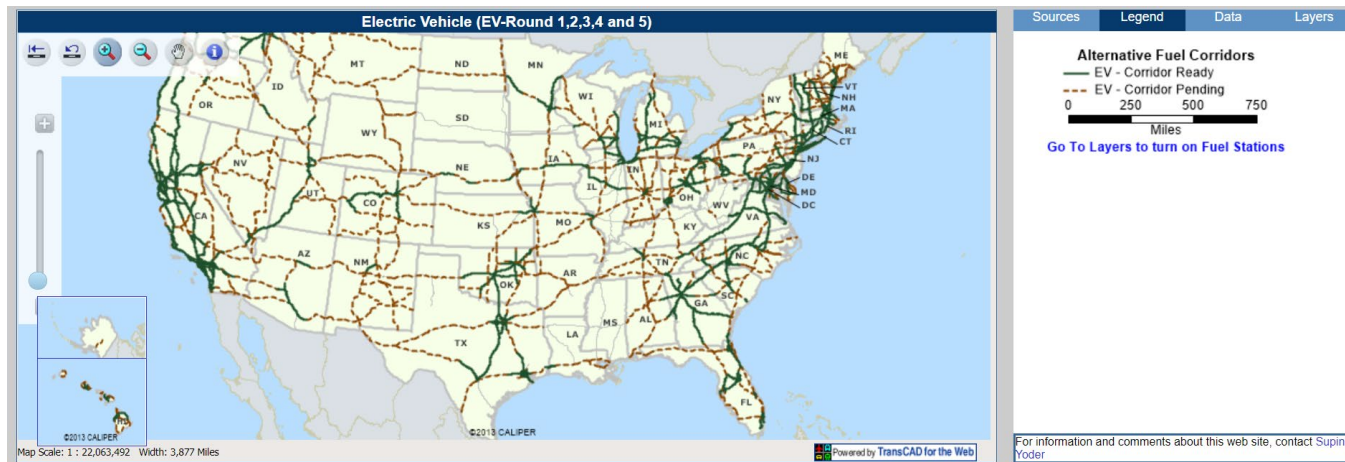 Electric Vehicle (EV-Round 1,2,3,4 and 5)
Sources Legend Data Layers
Alternative Fuel Corridors
EV - Corridor Ready
EV - Corridor Pending
0 250 500 750
Miles
Go To Layers to turn on Fuel Stations
MT
ND
MN
ME
ID
OR
WI
VT
NH
NY
MA
MI
SD
WY
RI
CT
PA
NJ
NE
IA
NV
IL
IN
DE
UT
OH
MD
CO
WV
DC
CA
VA
KS
MO
KY
AZ
NM
TN
NC
OK
AR
SC
GA
MS
AL
TX
LA
FL
HI
©2013 CALIPER
©2013 CALIPER
Map Scale: 1 : 22,063,492 Width: 3,877 Miles
Powered by TransCAD for the Web
For information and comments about this web site, contact Supin
Yoder